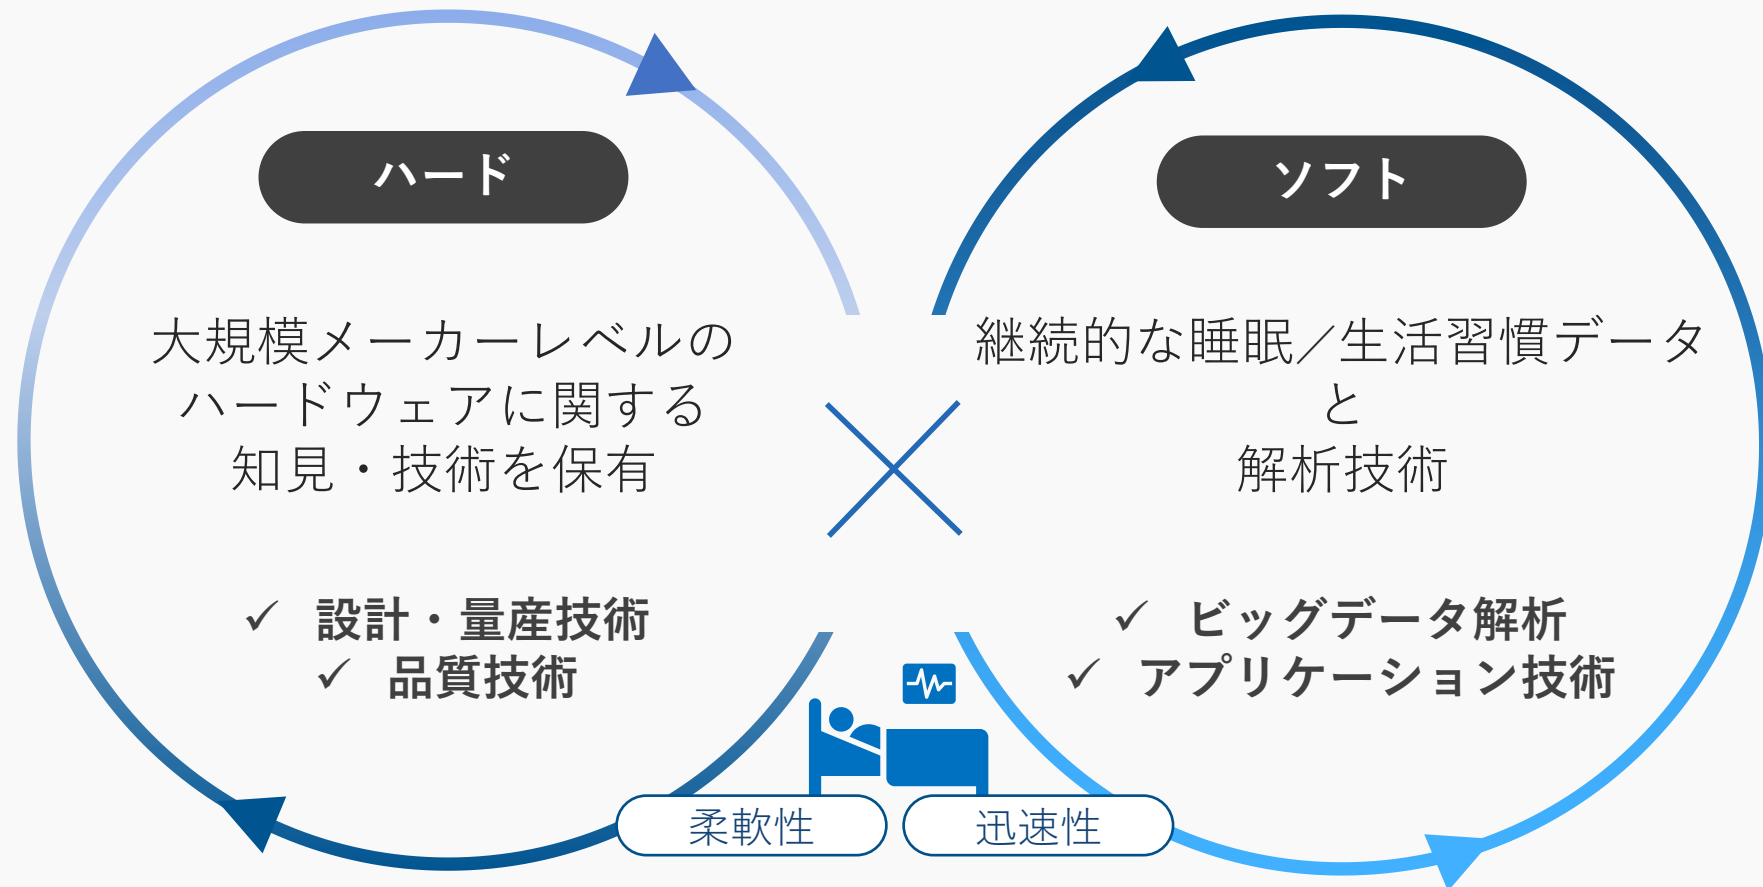 ハード
大規模メーカーレベルの
ハードウェアに関する
知見・技術を保有
✓ 設計・量産技術
✓ 品質技術
ソフト
継続的な睡眠／生活習慣データ
と
解析技術
✓ ビッグデータ解析
✓ アプリケーション技術
柔軟性
迅速性